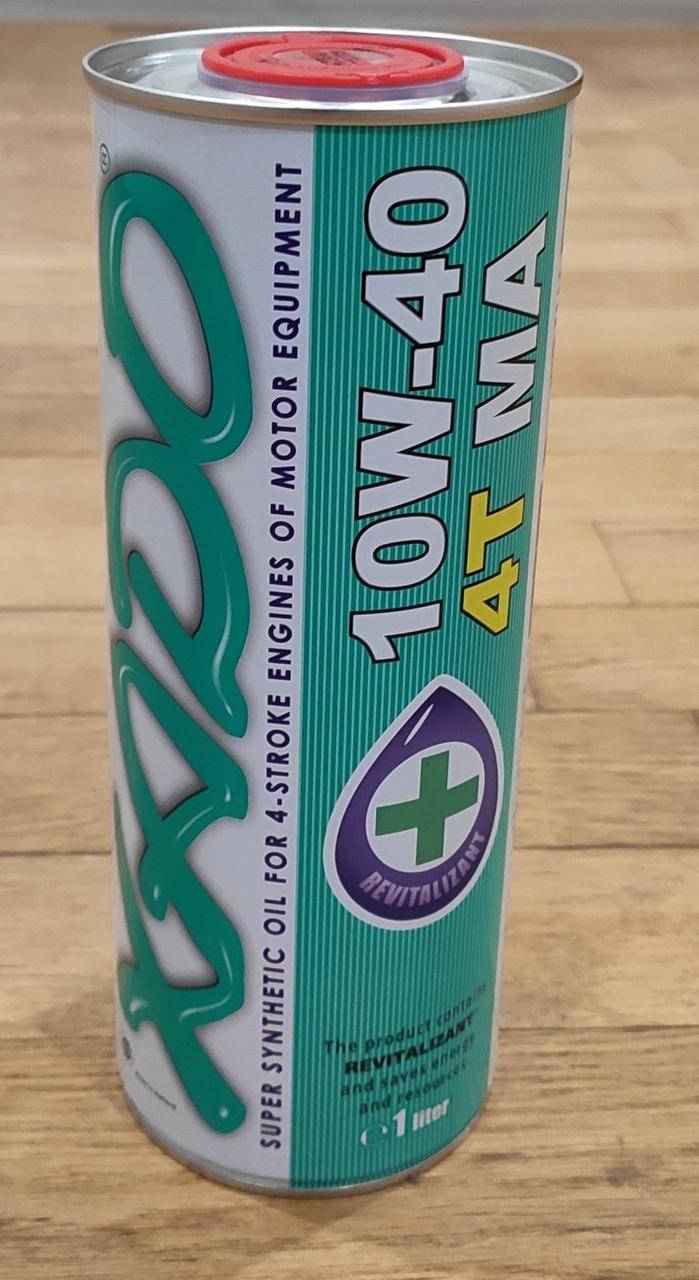 XADO
®
SUPER SYNTHETIC OIL FOR 4-STROKE ENGINES OF MOTOR EQUIPMENT
10W-40
4T MA
REVITALIZANT
The product contains
REVITALIZANT
and saves energy
and resources
e 1 liter